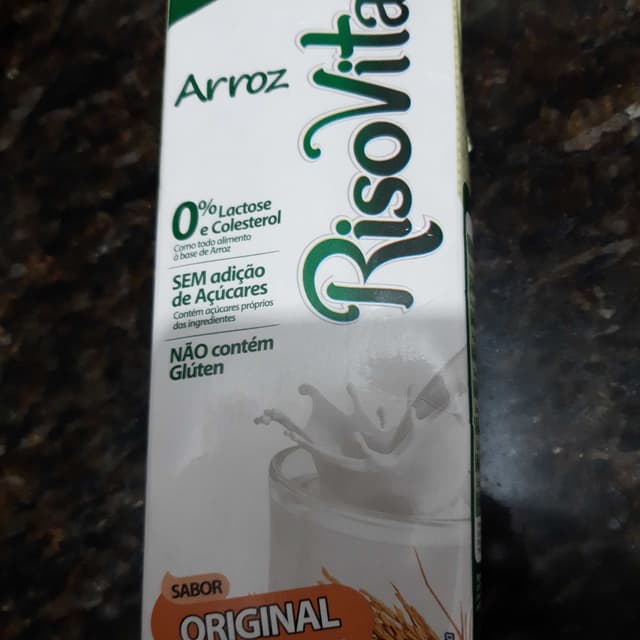 Arroz
RisoVita
0% Lactose
e Colesterol
Como todo alimento
à base de Arroz
SEM adição
de Açúcares
Contém açúcares próprios
dos ingredientes
NÃO contém
Glúten
SABOR
ORIGINAL